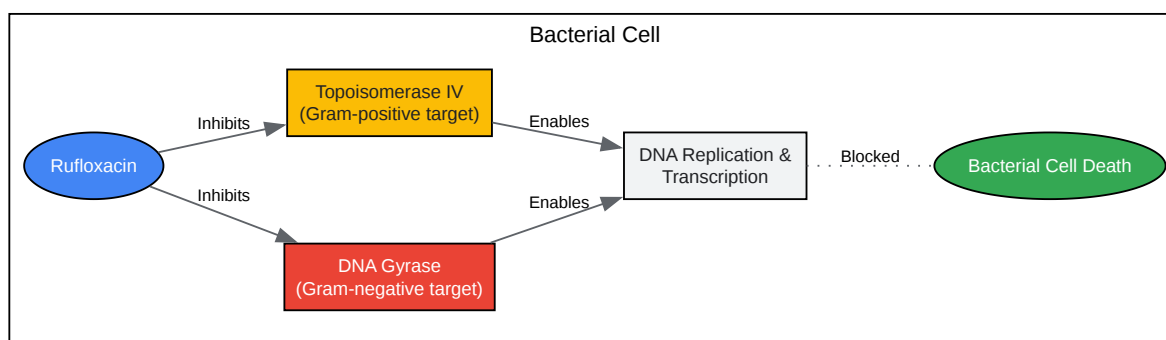 Bacterial Cell
Rufloxacin
Inhibits
Inhibits
Topoisomerase IV
(Gram-positive target)
DNA Gyrase
(Gram-negative target)
Enables
Enables
DNA Replication &
Transcription
Blocked
Bacterial Cell Death